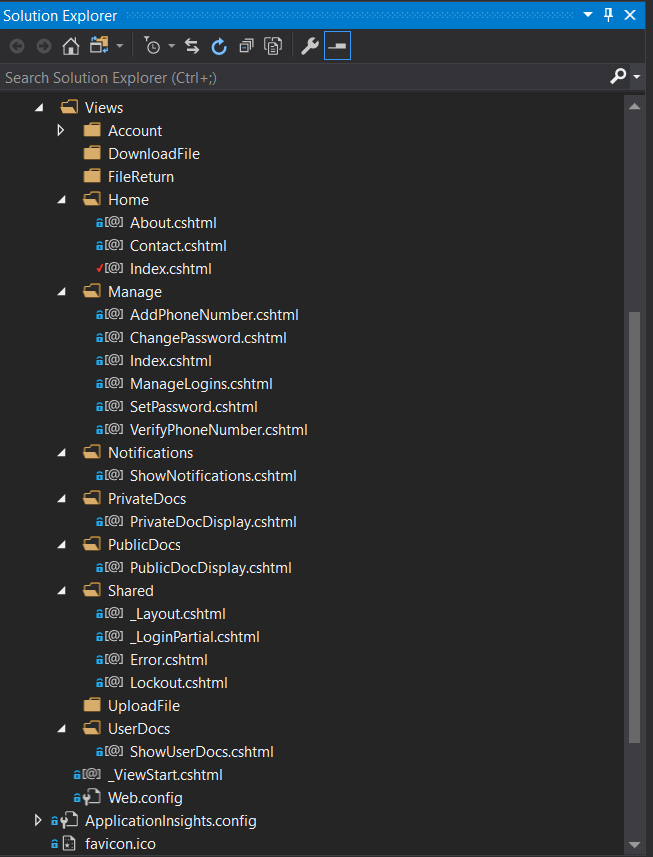 Solution Explorer
Search Solution Explorer (Ctrl+;)
Views
Account
DownloadFile
FileReturn
Home
[@] About.cshtml
[@] Contact.cshtml
[@] Index.cshtml
Manage
[@] AddPhoneNumber.cshtml
[@] ChangePassword.cshtml
[@] Index.cshtml
[@] ManageLogins.cshtml
[@] SetPassword.cshtml
[@] VerifyPhoneNumber.cshtml
Notifications
[@] ShowNotifications.cshtml
PrivateDocs
[@] PrivateDocDisplay.cshtml
PublicDocs
[@] PublicDocDisplay.cshtml
Shared
[@] _Layout.cshtml
[@] _LoginPartial.cshtml
[@] Error.cshtml
[@] Lockout.cshtml
UploadFile
UserDocs
[@] ShowUserDocs.cshtml
[@] _ViewStart.cshtml
Web.config
ApplicationInsights.config
favicon.ico